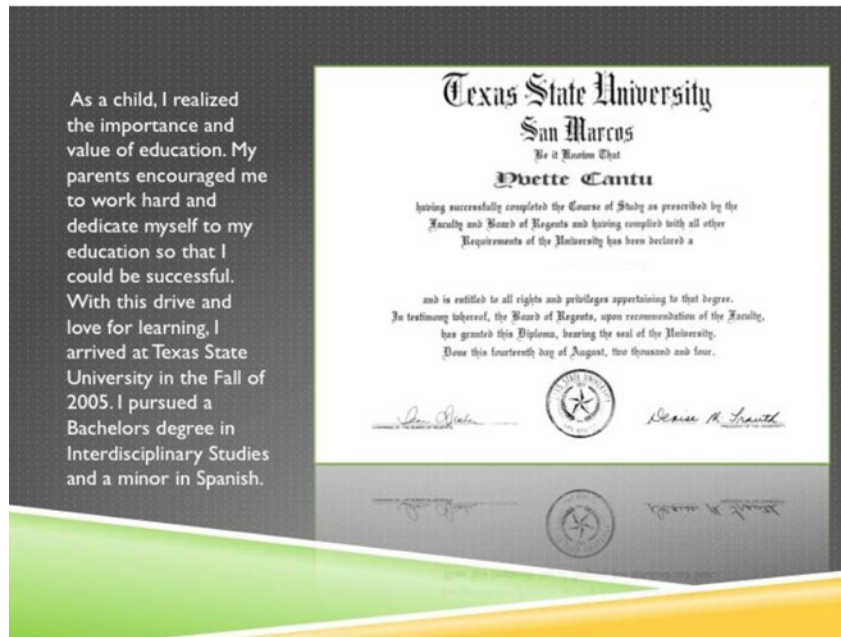 As a child, I realized
the importance and
value of education. My
parents encouraged me
to work hard and
dedicate myself to my
education so that I
could be successful.
With this drive and
love for learning, I
arrived at Texas State
University in the Fall of
2005. I pursued a
Bachelors degree in
Interdisciplinary Studies
and a minor in Spanish.
Texas State University
San Marcos
Be it Known That
Yvette Cantu
having successfully completed the Course of Study as prescribed by the
Faculty and Board of Regents and having complied with all other
Requirements of the University has been declared a
and is entitled to all rights and privileges appertaining to that degree.
In testimony whereof, the Board of Regents, upon recommendation of the Faculty,
has granted this Diploma, bearing the seal of the University.
Done this fourteenth day of August, two thousand and four.
Denise M. Trauth